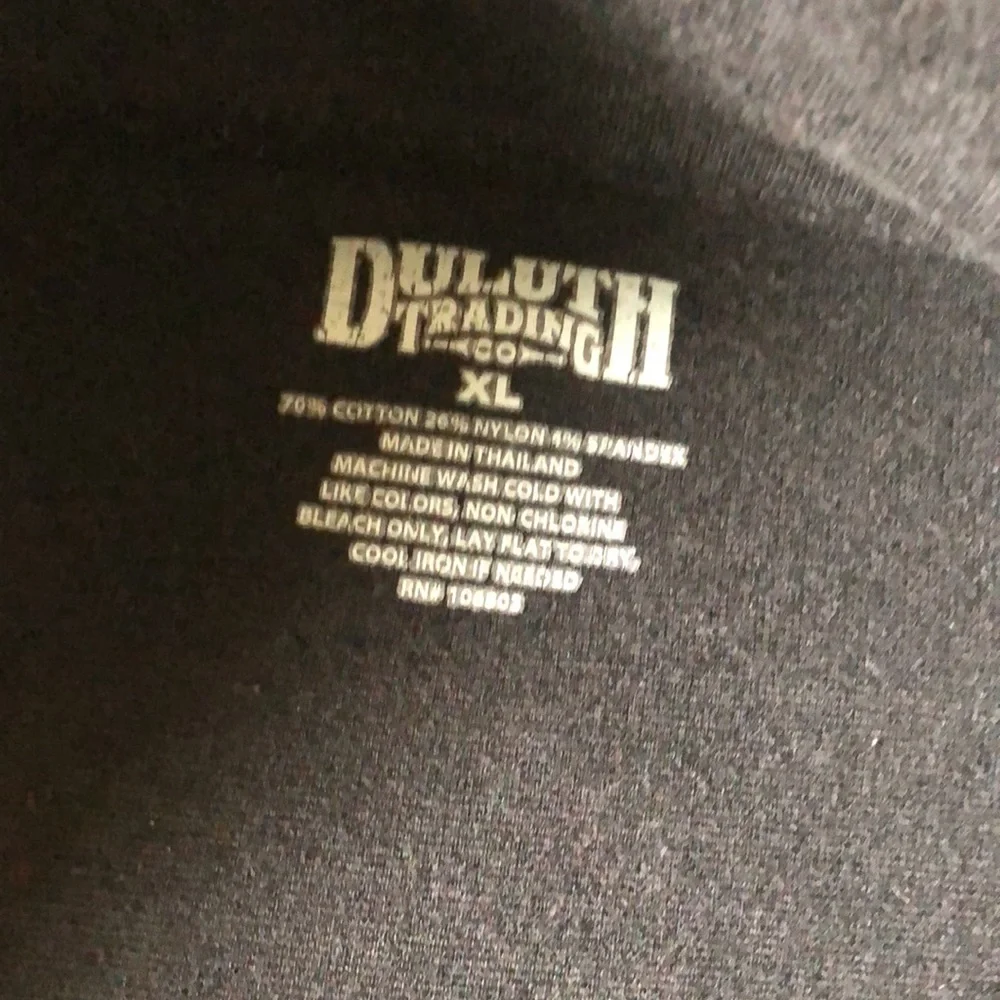 DULUTH
TRADING
CO
XL
70% COTTON 26% NYLON 4% SPANDEX
MADE IN THAILAND
MACHINE WASH COLD WITH
LIKE COLORS, NON CHLORINE
BLEACH ONLY, LAY FLAT TO DRY,
COOL IRON IF NEEDED
RN#